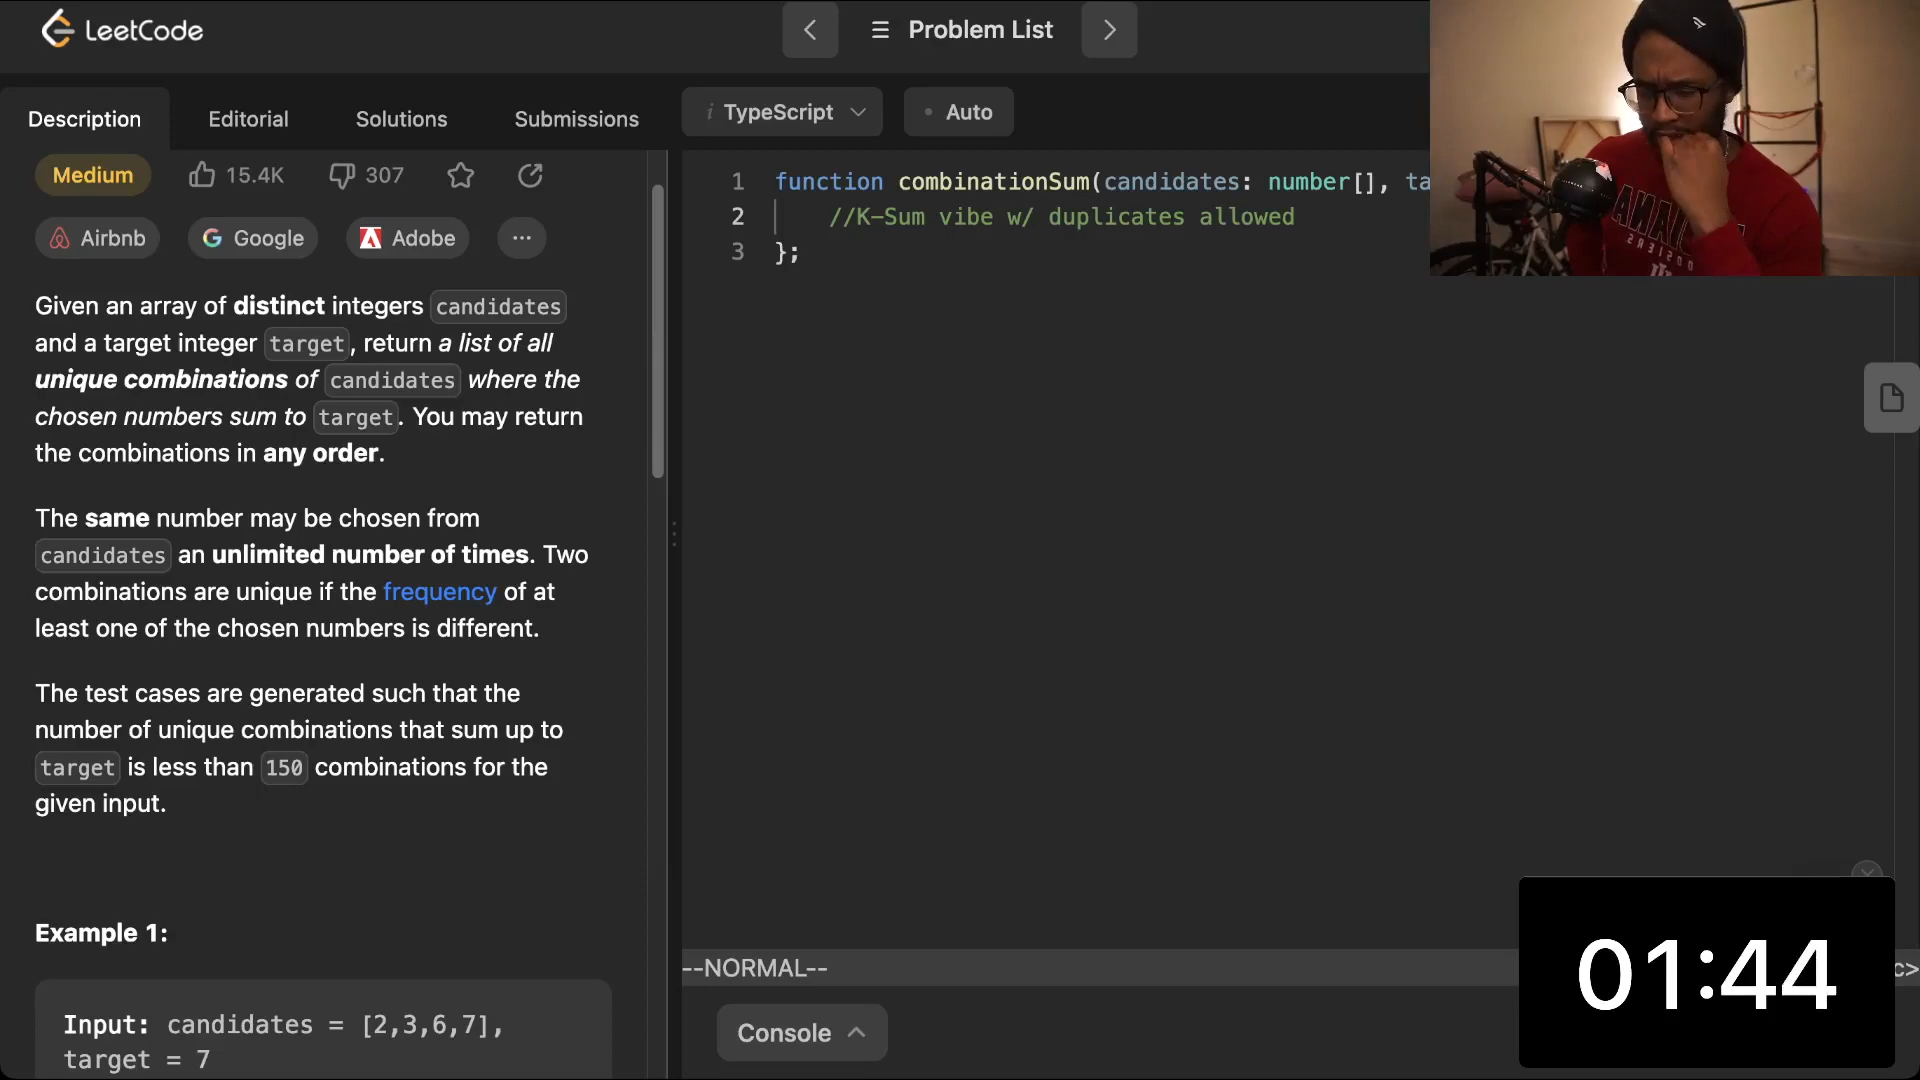 LeetCode
Problem List
Description
Editorial
Solutions
Submissions
i TypeScript
Auto
Medium
15.4K
307
Airbnb
Google
Adobe
...
Given an array of distinct integers candidates
and a target integer target, return a list of all
unique combinations of candidates where the
chosen numbers sum to target. You may return
the combinations in any order.
The same number may be chosen from
candidates an unlimited number of times. Two
combinations are unique if the frequency of at
least one of the chosen numbers is different.
The test cases are generated such that the
number of unique combinations that sum up to
target is less than 150 combinations for the
given input.
Example 1:
Input: candidates = [2,3,6,7],
target = 7
1 function combinationSum(candidates: number[], ta
2 //K-Sum vibe w/ duplicates allowed
3 };
--NORMAL--
c>
Console
01:44